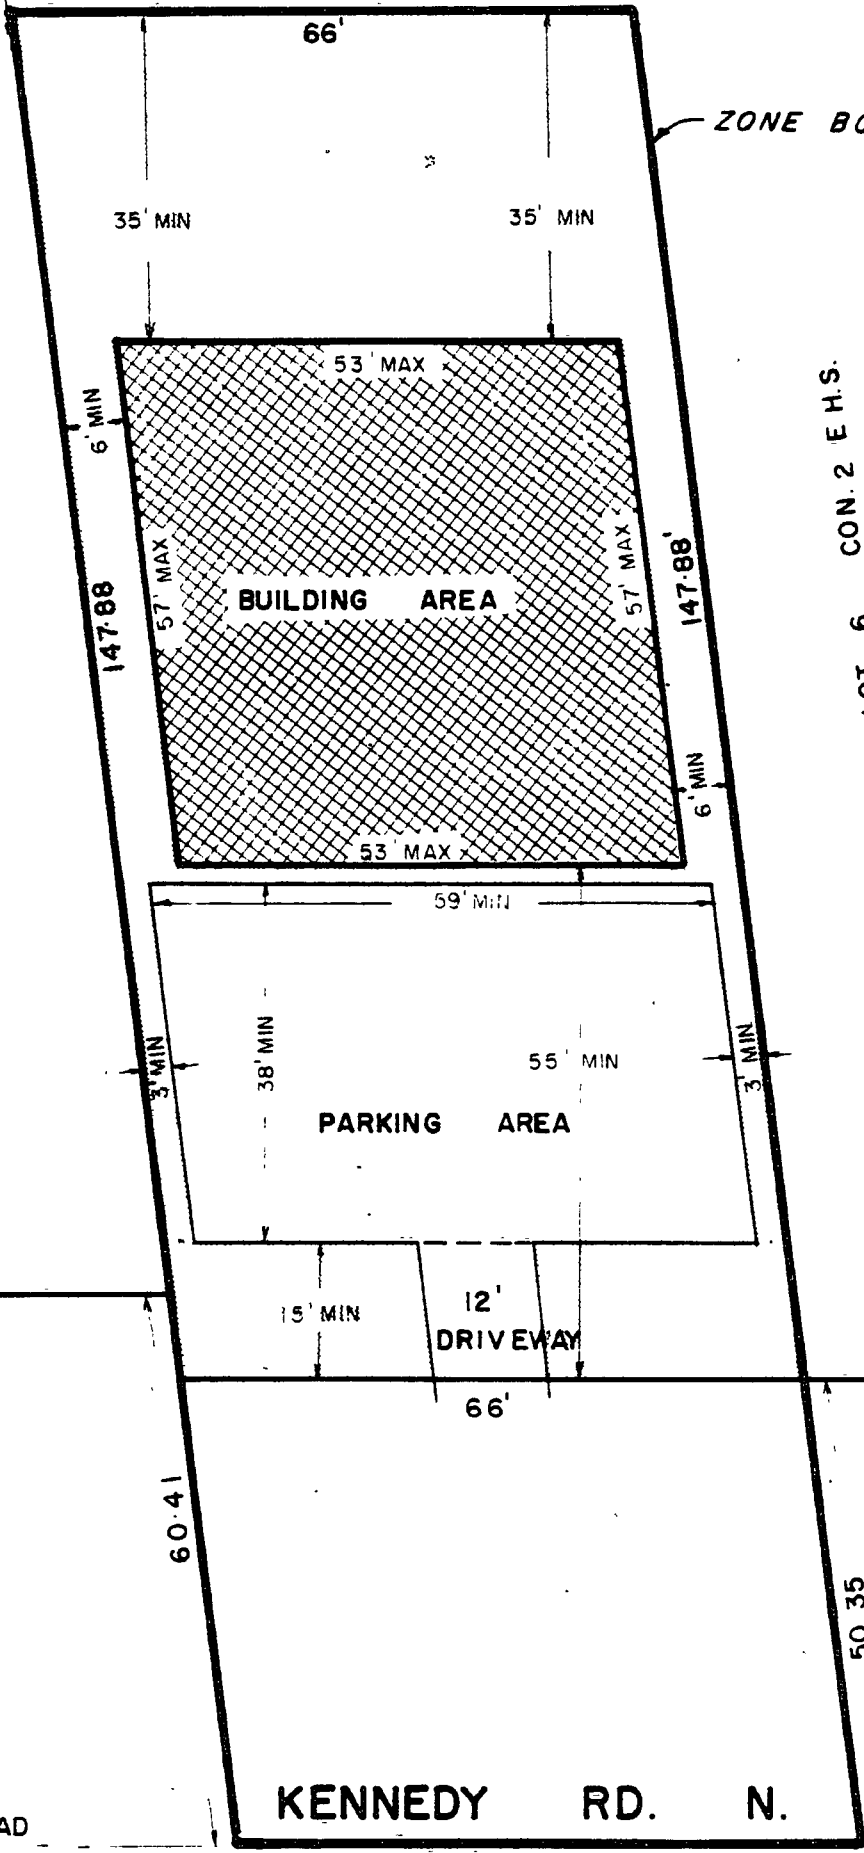 66'
ZONE
35' MIN
35' MIN
53' MAX
6' MIN
CON. 2 E H.S.
57' MAX
57' MAX
147·88
147·88'
BUILDING AREA
6
6' MIN
53' MAX
59' MIN
38' MIN
55' MIN
3' MIN
3' MIN
PARKING AREA
15' MIN
12'
DRIVEWAY
66'
60·41
50 35
KENNEDY RD. N.